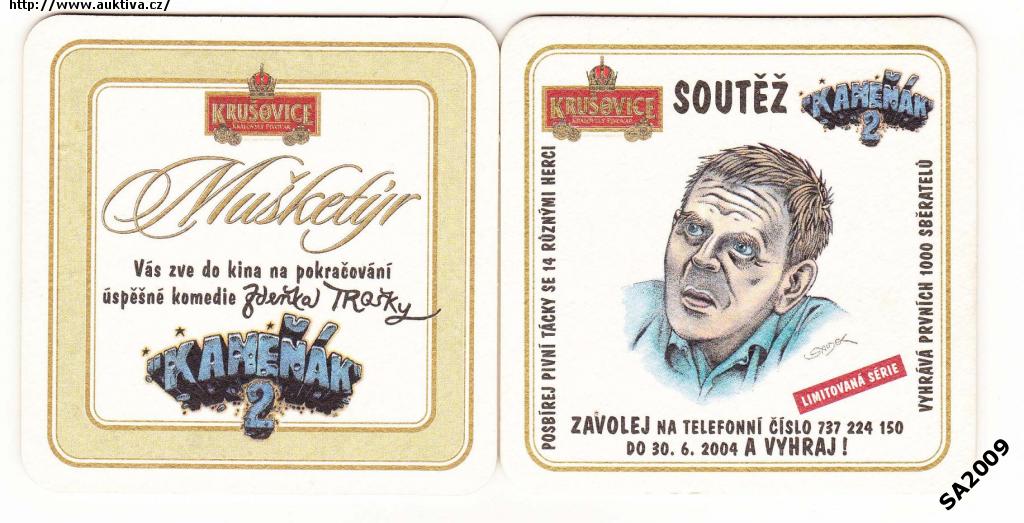 http://www.auktiva.cz/
KRUŠOVICE
KRÁLOVSKÝ PIVOVAR
Mušketýr
Vás zve do kina na pokračování
úspěšné komedie Zdeňka TROšKy
"KAMEŇÁK"
2
KRUŠOVICE
KRÁLOVSKÝ PIVOVAR
SOUTĚŽ
"KAMEŇÁK"
2
POSBÍREJ PIVNÍ TÁCKY SE 14 RŮZNÝMI HERCI
VYHRÁVÁ PRVNÍCH 1000 SBĚRATELŮ
LIMITOVANÁ SÉRIE
ZAVOLEJ NA TELEFONNÍ ČÍSLO 737 224 150
DO 30. 6. 2004 A VYHRAJ !
SA2009